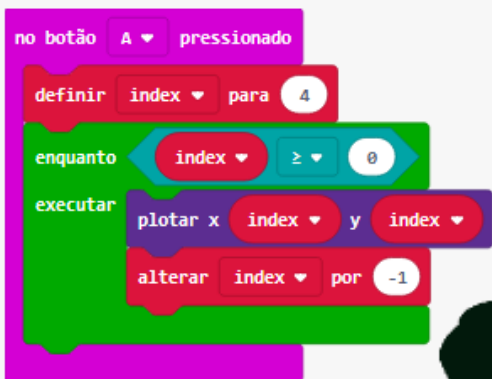 no botão A pressionado
definir index para 4
enquanto index ≥ 0
executar
plotar x index y index
alterar index por -1